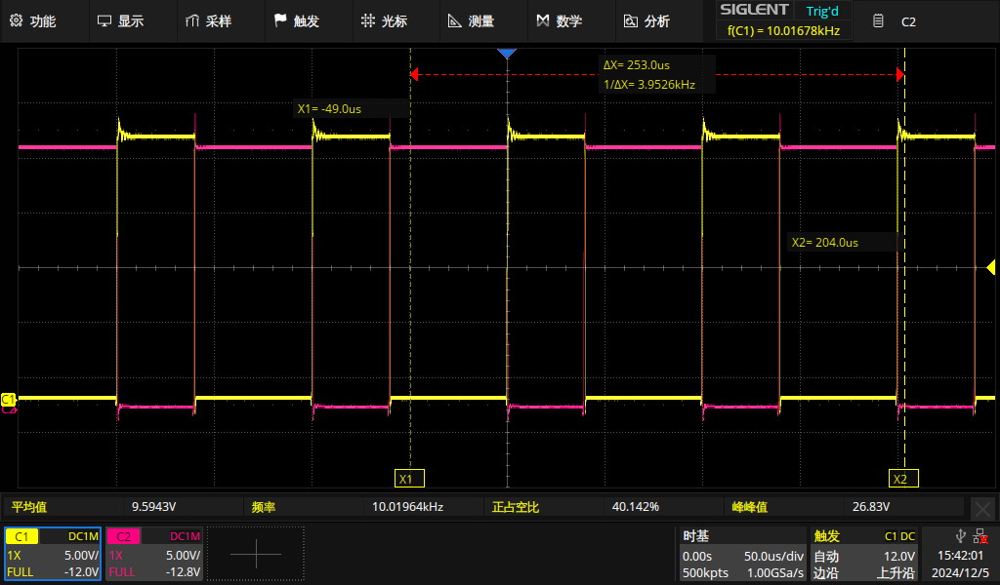 功能 显示 采样 触发 光标 测量 数学 分析 SIGLENT Trig'd C2
f(C1) = 10.01678kHz
ΔX= 253.0us
1/ΔX= 3.9526kHz
X1= -49.0us
X2= 204.0us
C1
C2
X1 X2
平均值 9.5943V 频率 10.01964kHz 正占空比 40.142% 峰峰值 26.83V
C1 DC1M C2 DC1M 时基 触发 C1 DC
1X 5.00V/ 1X 5.00V/ 0.00s 50.0us/div 自动 12.0V 15:42:01
FULL -12.0V FULL -12.8V 500kpts 1.00GSa/s 边沿 上升沿 2024/12/5